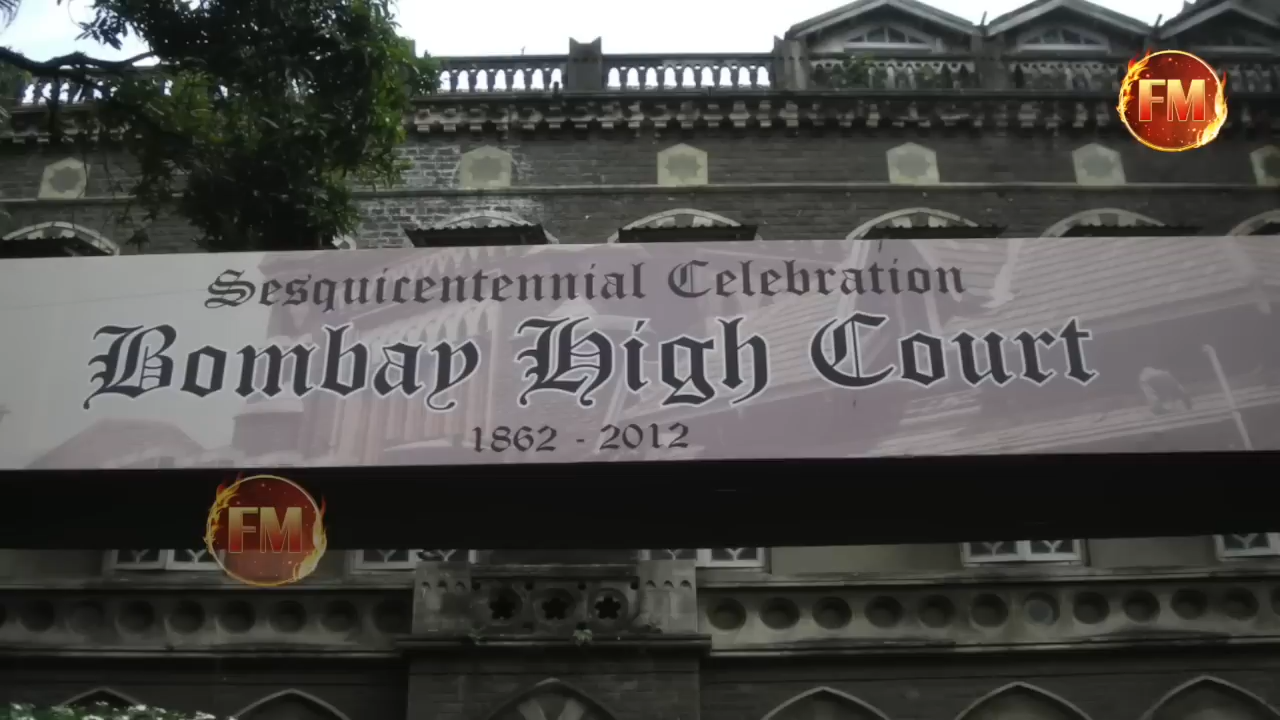 FM
Sesquicentennial Celebration
Bombay High Court
1862 - 2012
FM